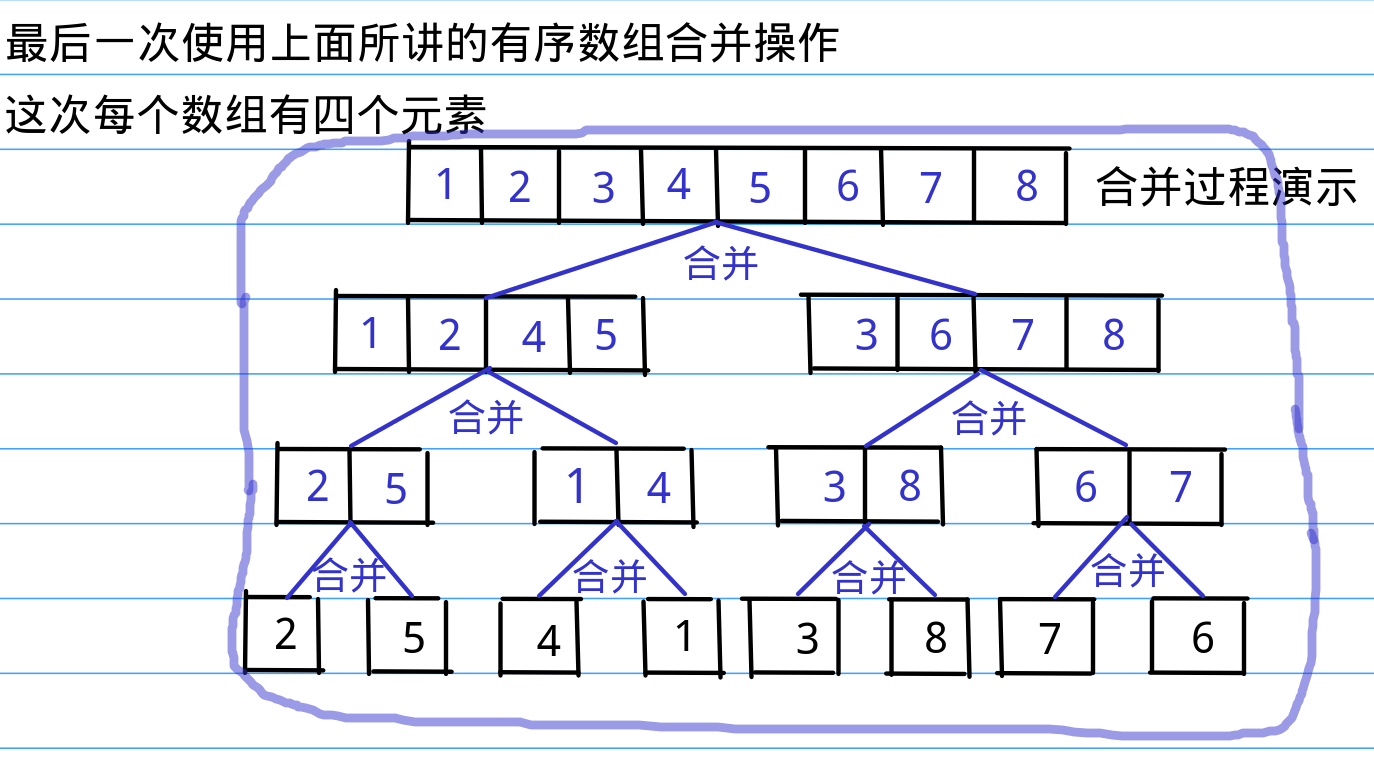 最后一次使用上面所讲的有序数组合并操作
这次每个数组有四个元素
1 2 3 4 5 6 7 8 合并过程演示
合并
1 2 4 5 3 6 7 8
合并 合并
2 5 1 4 3 8 6 7
合并 合并 合并 合并
2 5 4 1 3 8 7 6